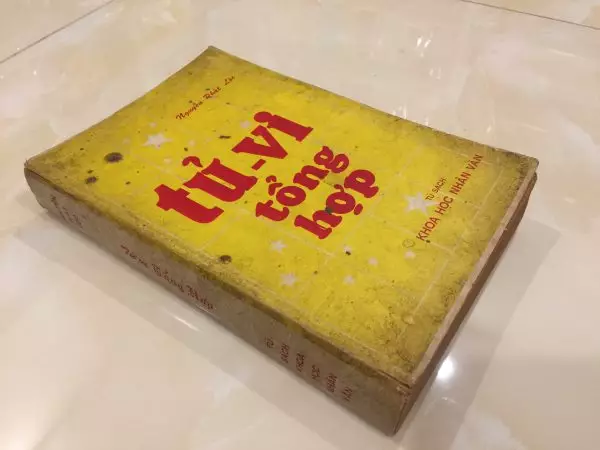 Nguyễn Phát Lộc
tử-vi
tổng
hợp
TỦ SÁCH
KHOA HỌC NHÂN VĂN
Tử Vi Tổng Hợp
TỦ
SÁCH
KHOA
HỌC
NHÂN
VĂN